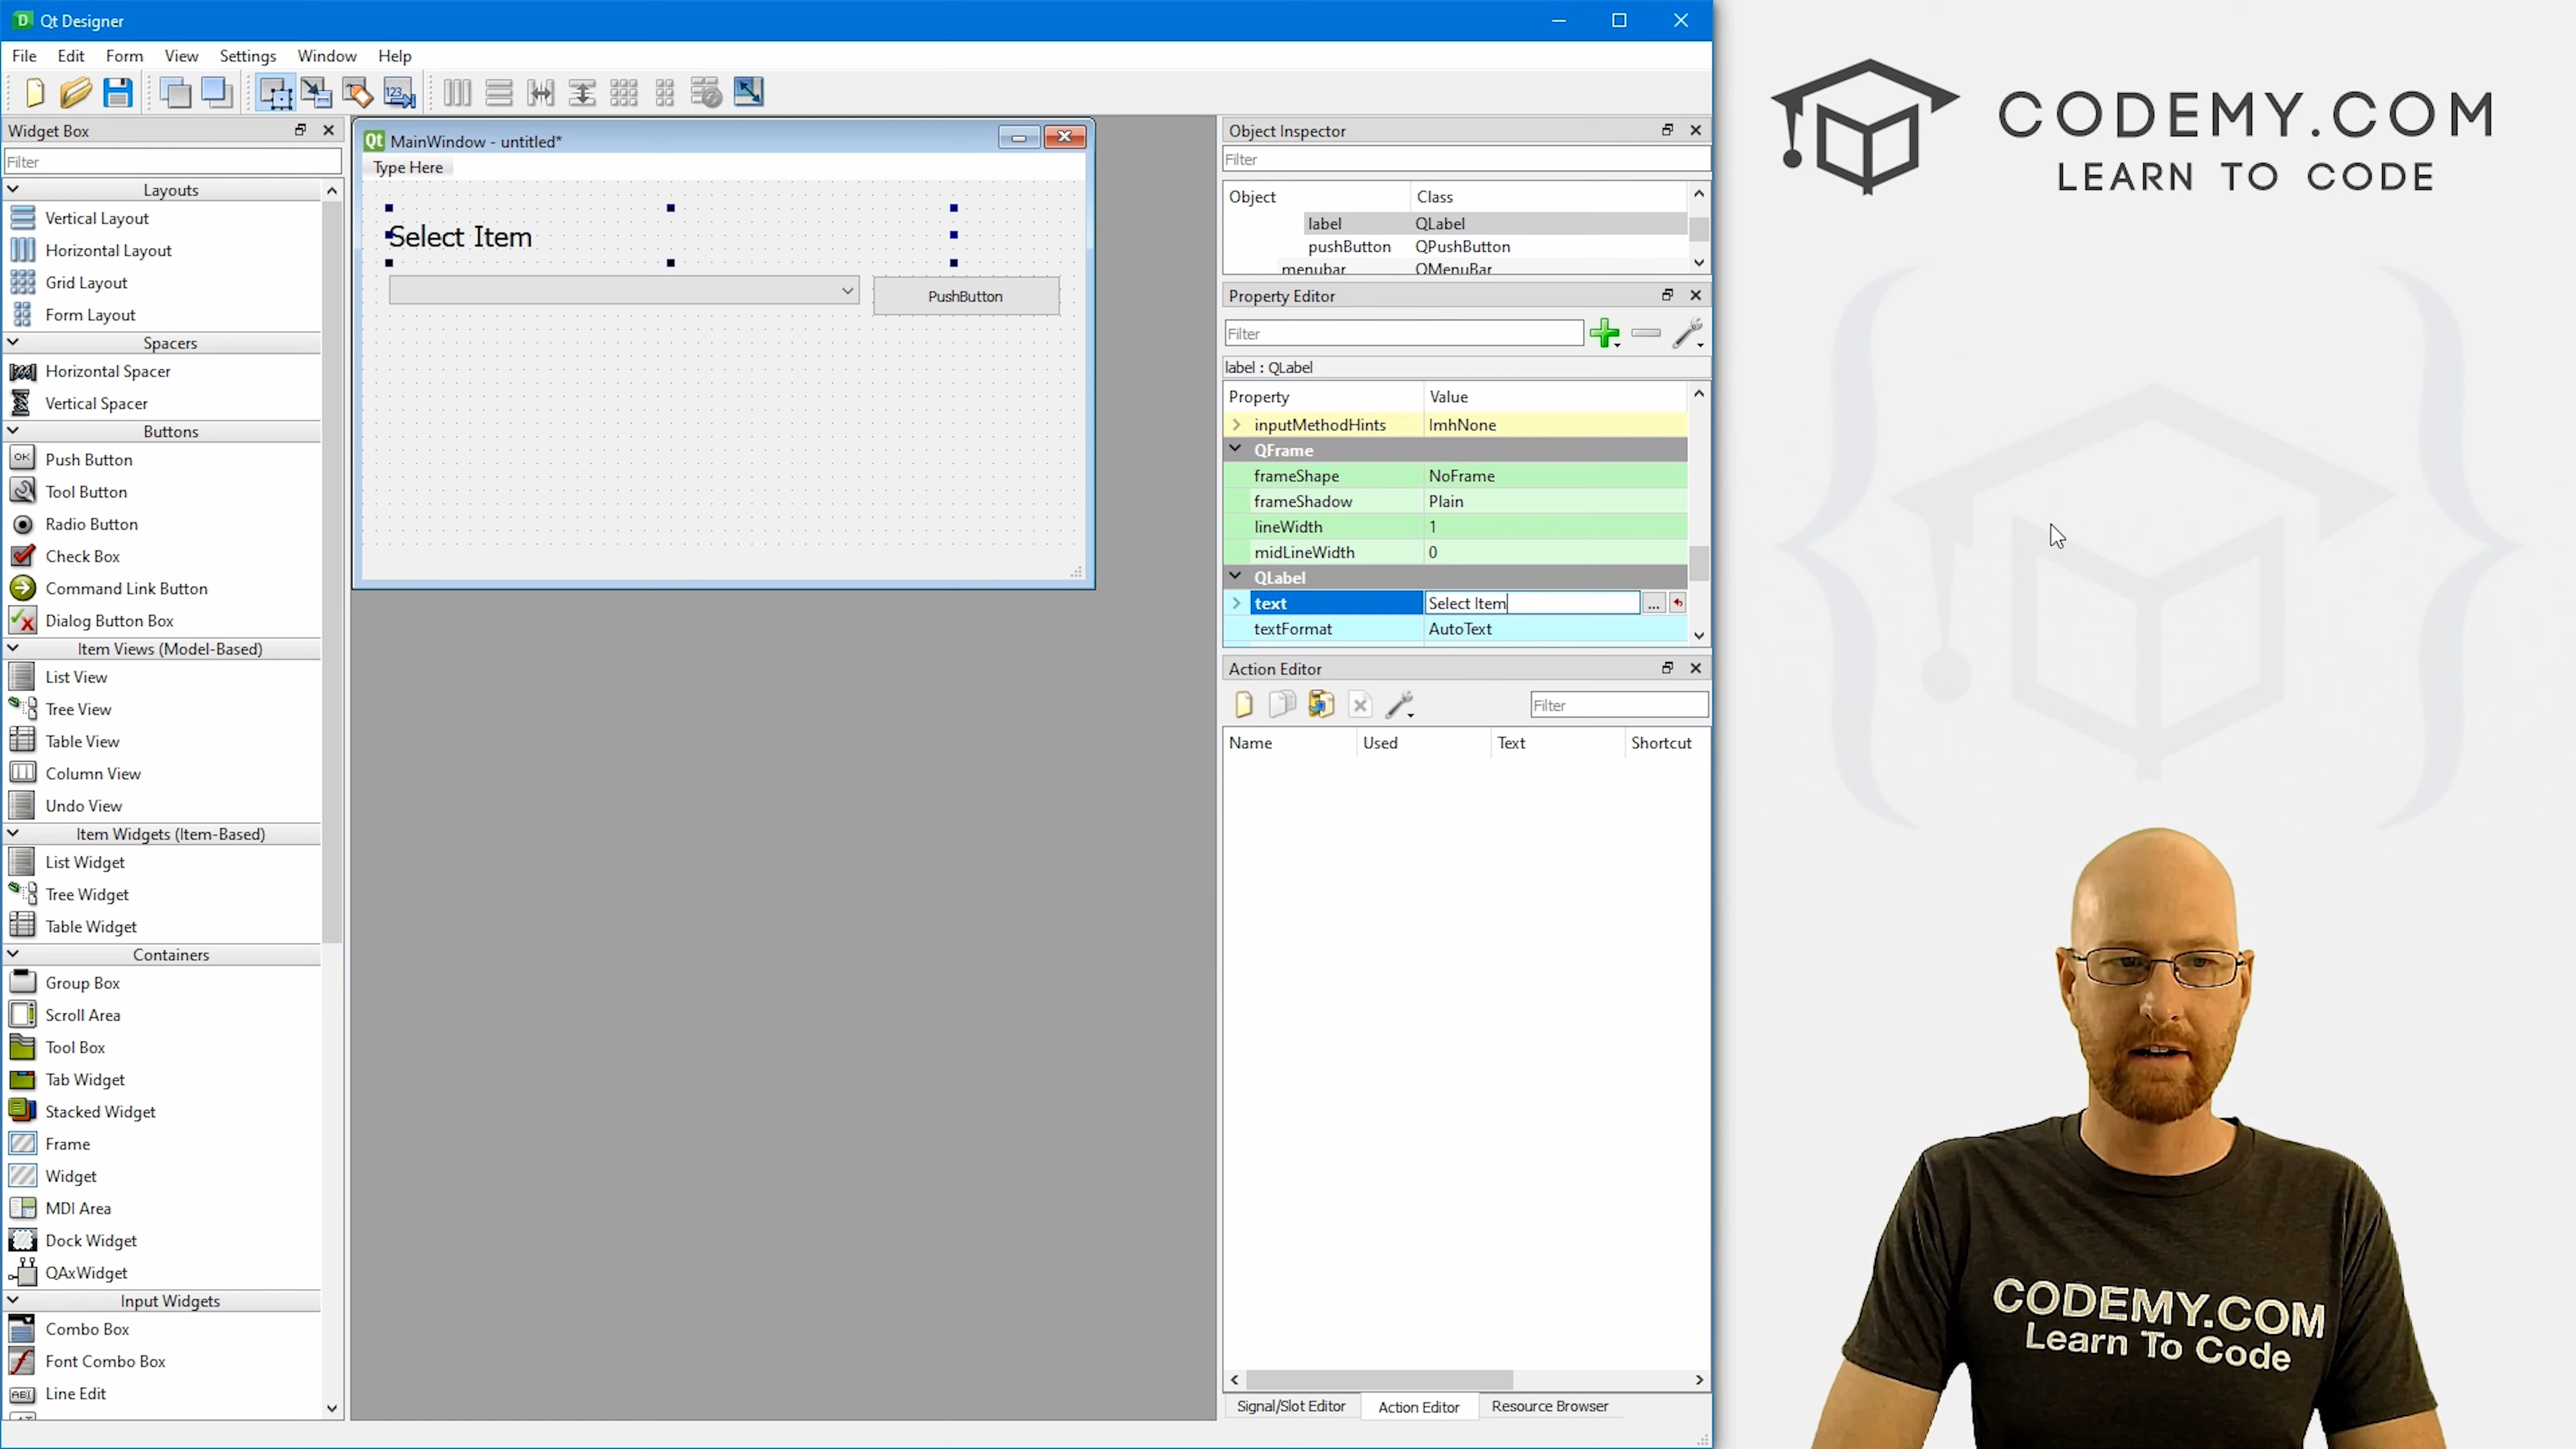 Qt Designer
File Edit Form View Settings Window Help
Widget Box
Filter
Layouts
Vertical Layout
Horizontal Layout
Grid Layout
Form Layout
Spacers
Horizontal Spacer
Vertical Spacer
Buttons
OK Push Button
Tool Button
Radio Button
Check Box
Command Link Button
Dialog Button Box
Item Views (Model-Based)
List View
Tree View
Table View
Column View
Undo View
Item Widgets (Item-Based)
List Widget
Tree Widget
Table Widget
Containers
Group Box
Scroll Area
Tool Box
Tab Widget
Stacked Widget
Frame
Widget
MDI Area
Dock Widget
QAxWidget
Input Widgets
Combo Box
Font Combo Box
Line Edit
Qt MainWindow - untitled*
Type Here
Select Item
PushButton
Object Inspector
Filter
Object Class
label QLabel
pushButton QPushButton
menubar QMenuBar
Property Editor
Filter
label : QLabel
Property Value
inputMethodHints ImhNone
QFrame
frameShape NoFrame
frameShadow Plain
lineWidth 1
midLineWidth 0
QLabel
text Select Item ...
textFormat AutoText
Action Editor
Filter
Name Used Text Shortcut
Signal/Slot Editor Action Editor Resource Browser
CODEMY.COM
LEARN TO CODE
CODEMY.COM
Learn To Code